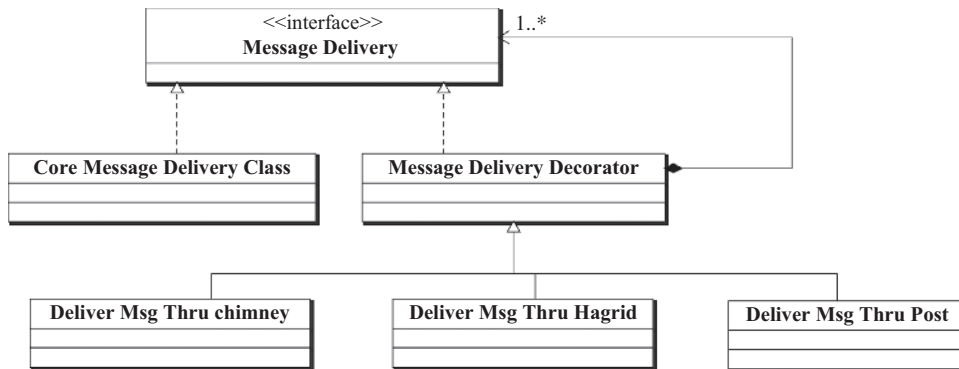 <<interface>>
Message Delivery
1..*
Core Message Delivery Class
Message Delivery Decorator
Deliver Msg Thru chimney
Deliver Msg Thru Hagrid
Deliver Msg Thru Post